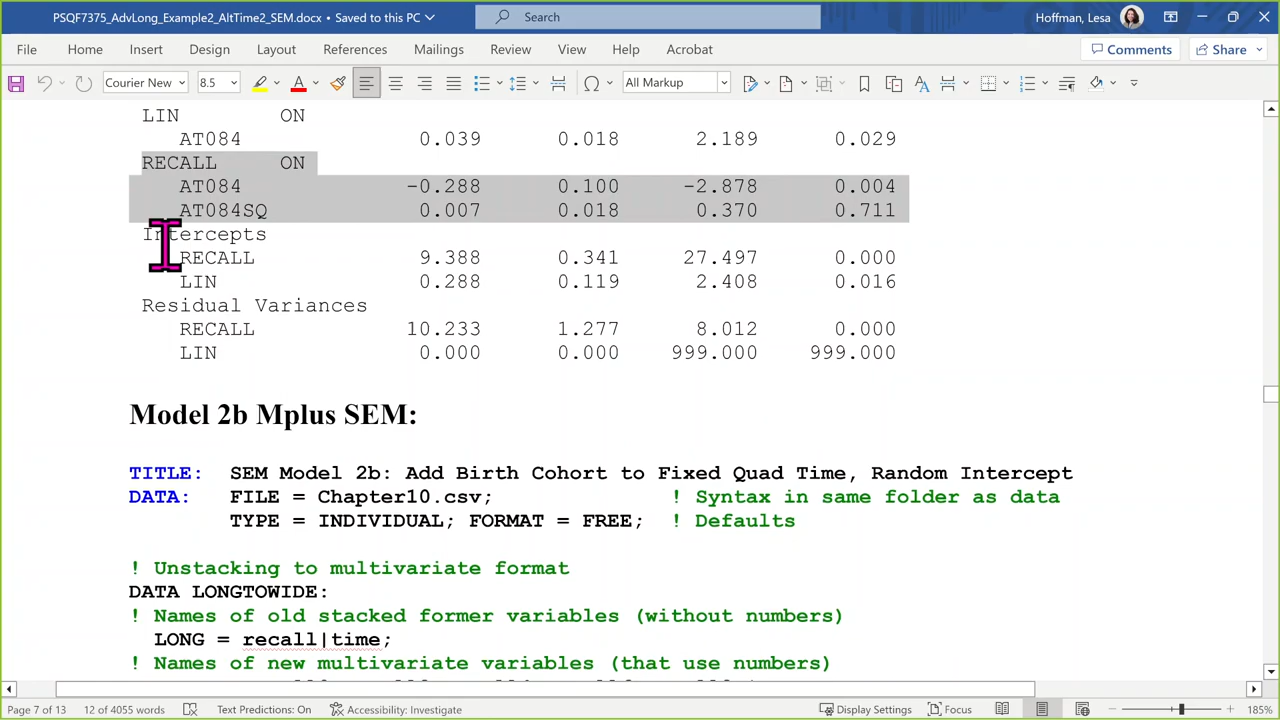 PSQF7375_AdvLong_Example2_AltTime2_SEM.docx • Saved to this PC
Search
Hoffman, Lesa
File Home Insert Design Layout References Mailings Review View Help Acrobat
Comments Share
Courier New 8.5 All Markup
LIN ON
AT084 0.039 0.018 2.189 0.029
RECALL ON
AT084 -0.288 0.100 -2.878 0.004
AT084SQ 0.007 0.018 0.370 0.711
Intercepts
RECALL 9.388 0.341 27.497 0.000
LIN 0.288 0.119 2.408 0.016
Residual Variances
RECALL 10.233 1.277 8.012 0.000
LIN 0.000 0.000 999.000 999.000
Model 2b Mplus SEM:
TITLE: SEM Model 2b: Add Birth Cohort to Fixed Quad Time, Random Intercept
DATA: FILE = Chapter10.csv; ! Syntax in same folder as data
TYPE = INDIVIDUAL; FORMAT = FREE; ! Defaults
! Unstacking to multivariate format
DATA LONGTOWIDE:
! Names of old stacked former variables (without numbers)
LONG = recall|time;
! Names of new multivariate variables (that use numbers)
Page 7 of 13 12 of 4055 words Text Predictions: On Accessibility: Investigate Display Settings Focus 185%